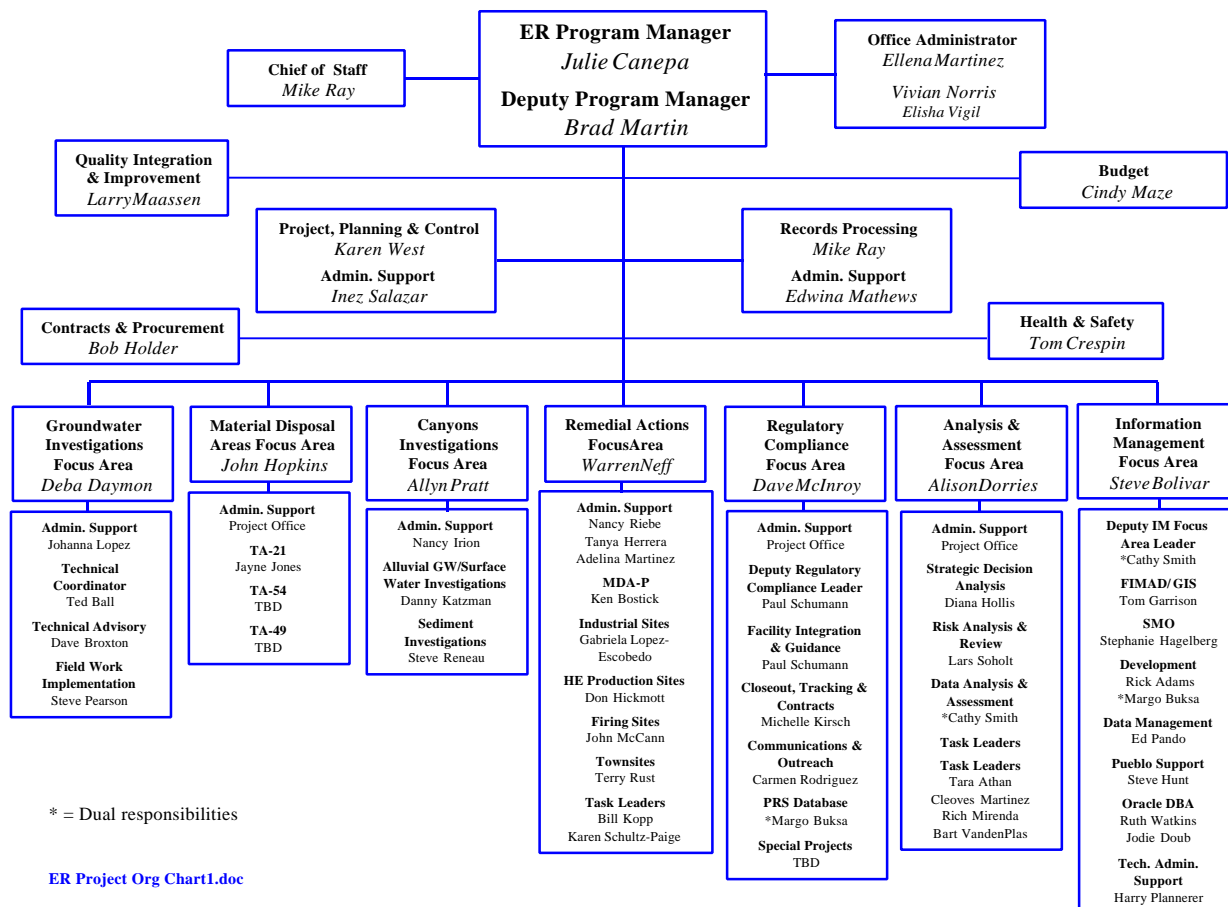 ER Program Manager
Julie Canepa
Deputy Program Manager
Brad Martin
Chief of Staff
Mike Ray
Office Administrator
Ellena Martinez
Vivian Norris
Elisha Vigil
Quality Integration
& Improvement
Larry Maassen
Budget
Cindy Maze
Project, Planning & Control
Karen West
Admin. Support
Inez Salazar
Records Processing
Mike Ray
Admin. Support
Edwina Mathews
Contracts & Procurement
Bob Holder
Health & Safety
Tom Crespin
Groundwater
Investigations
Focus Area
Deba Daymon
Admin. Support
Johanna Lopez
Technical
Coordinator
Ted Ball
Technical Advisory
Dave Broxton
Field Work
Implementation
Steve Pearson
Material Disposal
Areas Focus Area
John Hopkins
Admin. Support
Project Office
TA-21
Jayne Jones
TA-54
TBD
TA-49
TBD
Canyons
Investigations
Focus Area
Allyn Pratt
Admin. Support
Nancy Irion
Alluvial GW/Surface
Water Investigations
Danny Katzman
Sediment
Investigations
Steve Reneau
Remedial Actions
FocusArea
WarrenNeff
Admin. Support
Nancy Riebe
Tanya Herrera
Adelina Martinez
MDA-P
Ken Bostick
Industrial Sites
Gabriela Lopez-
Escobedo
HE Production Sites
Don Hickmott
Firing Sites
John McCann
Townsites
Terry Rust
Task Leaders
Bill Kopp
Karen Schultz-Paige
Regulatory
Compliance
Focus Area
DaveMcInroy
Admin. Support
Project Office
Deputy Regulatory
Compliance Leader
Paul Schumann
Facility Integration
& Guidance
Paul Schumann
Closeout, Tracking &
Contracts
Michelle Kirsch
Communications &
Outreach
Carmen Rodriguez
PRS Database
*Margo Buksa
Special Projects
TBD
Analysis &
Assessment
Focus Area
AlisonDorries
Admin. Support
Project Office
Strategic Decision
Analysis
Diana Hollis
Risk Analysis &
Review
Lars Soholt
Data Analysis &
Assessment
*Cathy Smith
Task Leaders
Task Leaders
Tara Athan
Cleoves Martinez
Rich Mirenda
Bart VandenPlas
Information
Management
Focus Area
Steve Bolivar
Deputy IM Focus
Area Leader
*Cathy Smith
FIMAD/ GIS
Tom Garrison
SMO
Stephanie Hagelberg
Development
Rick Adams
*Margo Buksa
Data Management
Ed Pando
Pueblo Support
Steve Hunt
Oracle DBA
Ruth Watkins
Jodie Doub
Tech. Admin.
Support
Harry Plannerer
* = Dual responsibilities
ER Project Org Chart1.doc